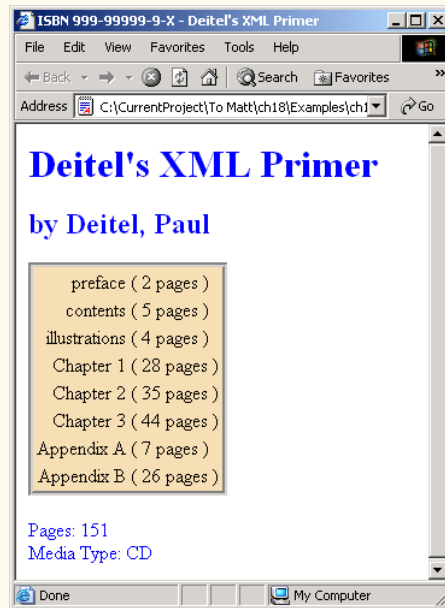 ISBN 999-99999-9-X - Deitel's XML Primer
File Edit View Favorites Tools Help
Back Search Favorites »
Address C:\CurrentProject\To Matt\ch18\Examples\ch1 Go
Deitel's XML Primer
by Deitel, Paul
preface ( 2 pages )
contents ( 5 pages )
illustrations ( 4 pages )
Chapter 1 ( 28 pages )
Chapter 2 ( 35 pages )
Chapter 3 ( 44 pages )
Appendix A ( 7 pages )
Appendix B ( 26 pages )
Pages: 151
Media Type: CD
Done My Computer